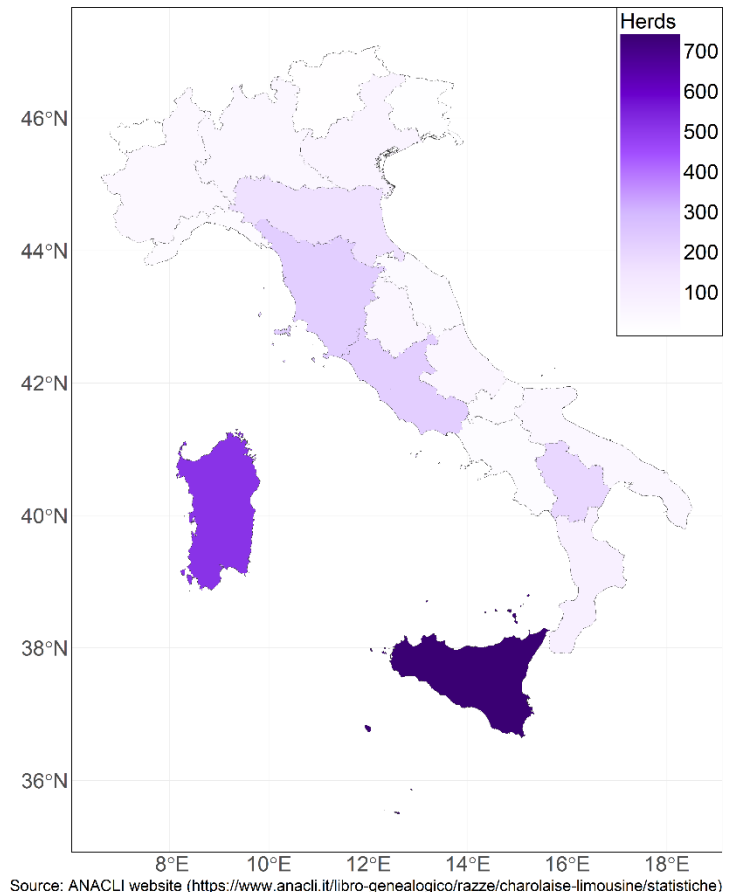 Herds
700
600
500
400
300
200
100
46°N
44°N
42°N
40°N
38°N
36°N
8°E 10°E 12°E 14°E 16°E 18°E
Source: ANACLI website (https://www.anacli.it/libro-genealogico/razze/charolaise-limousine/statistiche)